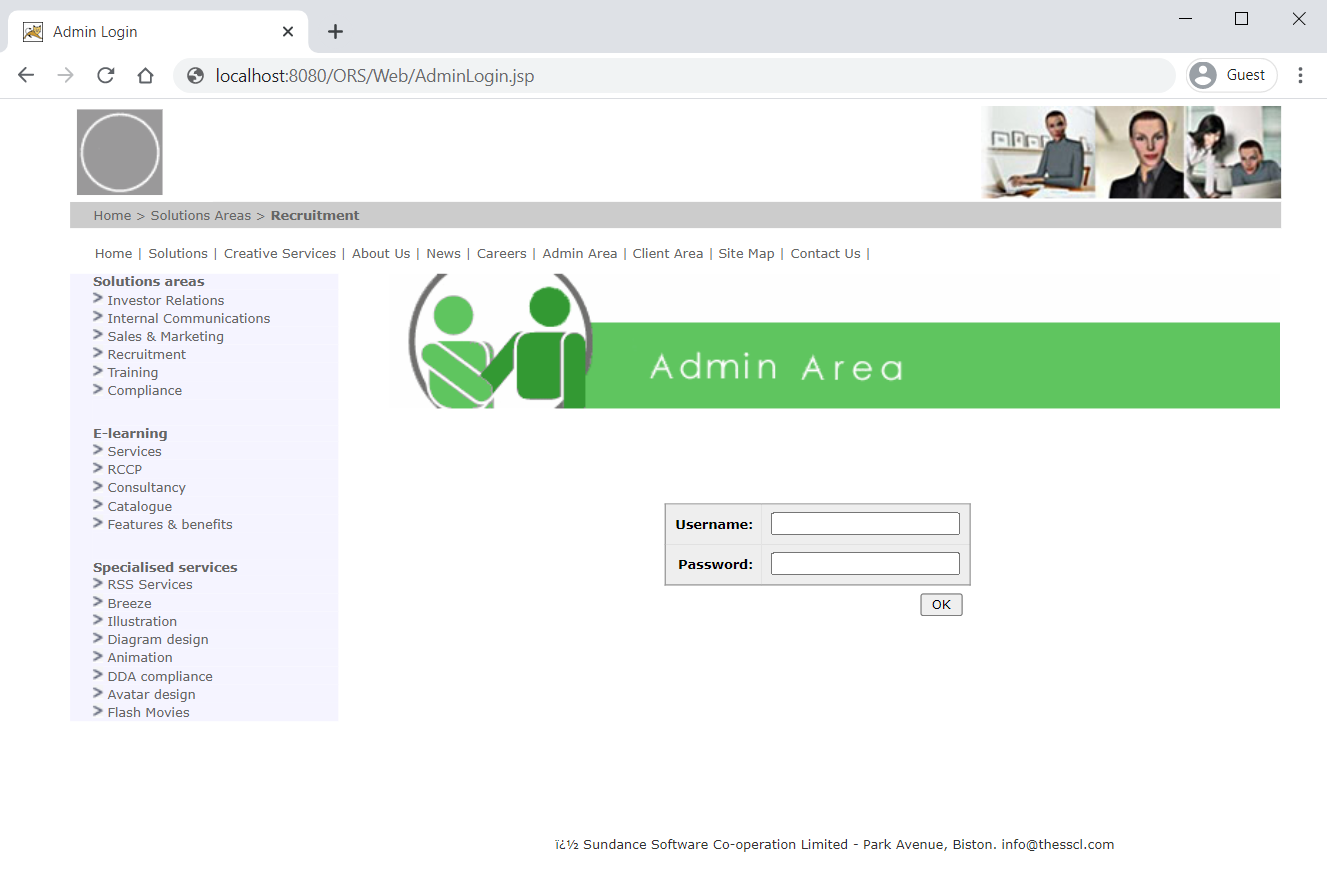 Admin Login
localhost:8080/ORS/Web/AdminLogin.jsp
Guest
Home > Solutions Areas > Recruitment
Home | Solutions | Creative Services | About Us | News | Careers | Admin Area | Client Area | Site Map | Contact Us |
Solutions areas
> Investor Relations
> Internal Communications
> Sales & Marketing
> Recruitment
> Training
> Compliance
E-learning
> Services
> RCCP
> Consultancy
> Catalogue
> Features & benefits
Specialised services
> RSS Services
> Breeze
> Illustration
> Diagram design
> Animation
> DDA compliance
> Avatar design
> Flash Movies
Admin Area
Username:
Password:
OK
ï¿½ Sundance Software Co-operation Limited - Park Avenue, Biston. info@thesscl.com